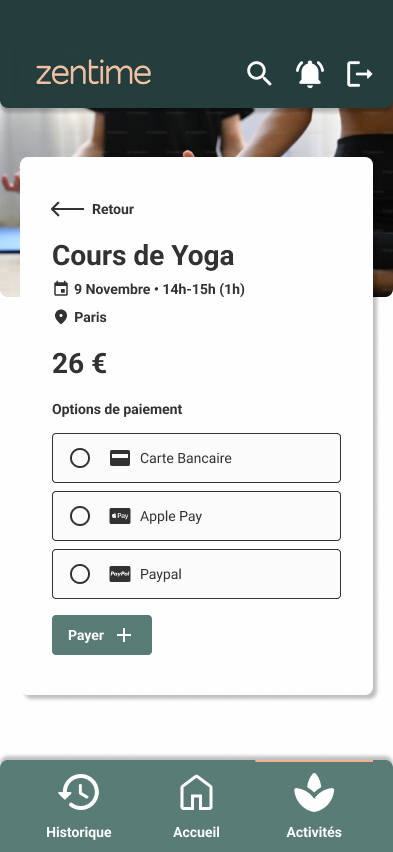 zentime
Retour
Cours de Yoga
9 Novembre • 14h-15h (1h)
Paris
26 €
Options de paiement
Carte Bancaire
Pay
Apple Pay
PayPal
Paypal
Payer
Historique
Accueil
Activités